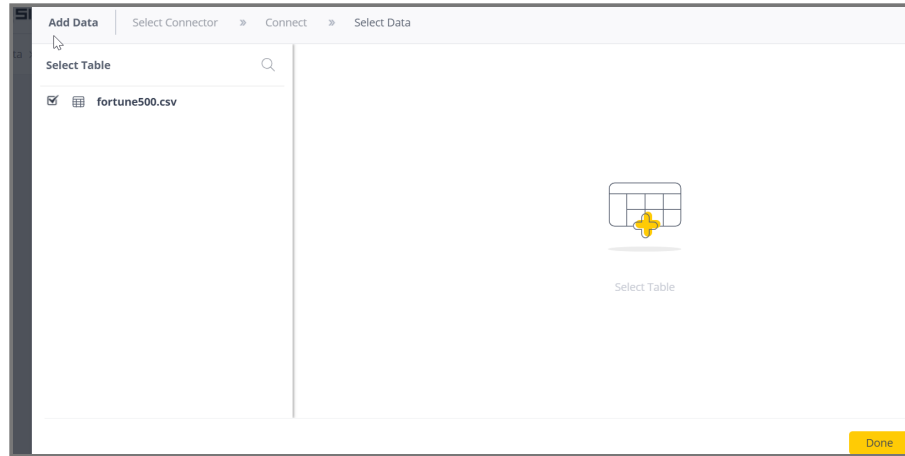 Add Data Select Connector » Connect » Select Data
Select Table
fortune500.csv
Select Table
Done